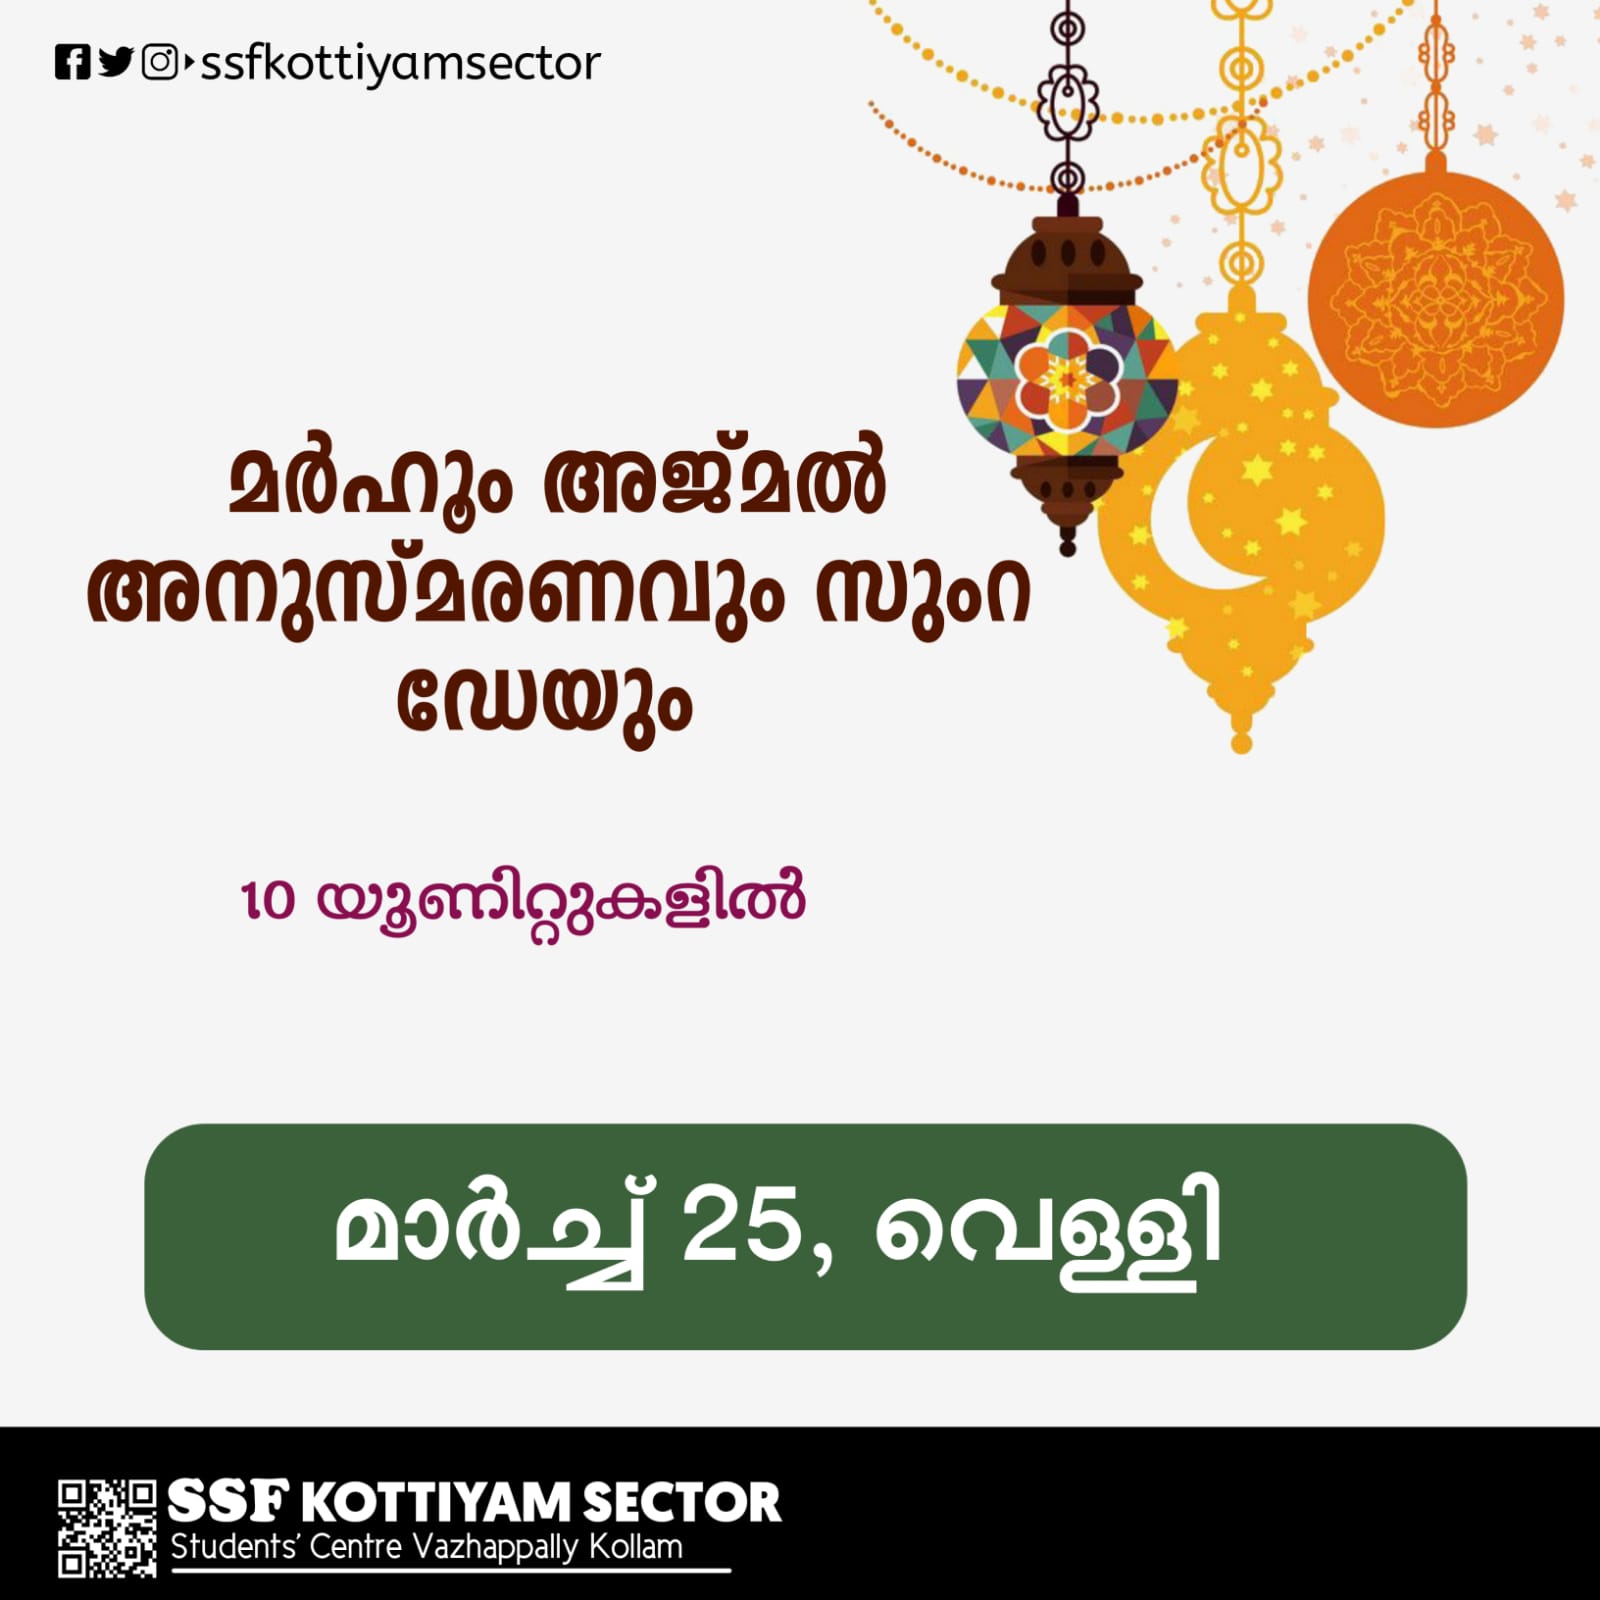 ssfkottiyamsector
മർഹൂം അജ്മൽ
അനുസ്മരണവും സുംറ
ഡേയും
10 യൂണിറ്റുകളിൽ
മാർച്ച് 25, വെള്ളി
SSF KOTTIYAM SECTOR
Students' Centre Vazhappally Kollam